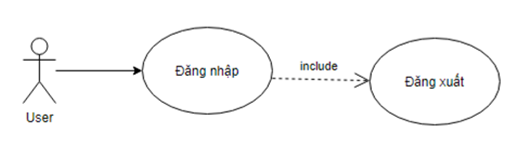 Đăng nhập
include
Đăng xuất
User